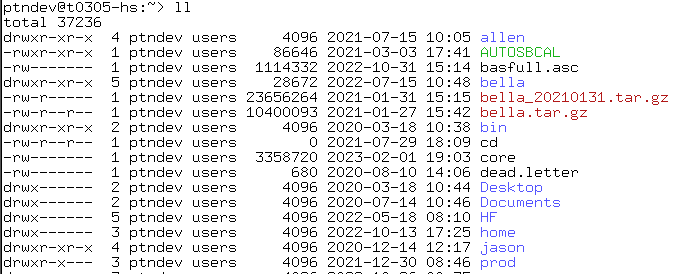 ptndev@t0305-hs:~> ll
total 37236
drwxr-xr-x 4 ptndev users 4096 2021-07-15 10:05 allen
-rwxr-xr-x 1 ptndev users 86646 2021-03-03 17:41 AUTOSBCAL
-rw------- 1 ptndev users 1114332 2022-10-31 15:14 basfull.asc
drwxr-xr-x 5 ptndev users 28672 2022-07-15 10:48 bella
-rw-r----- 1 ptndev users 23656264 2021-01-31 15:15 bella_20210131.tar.gz
-rw-r--r-- 1 ptndev users 10400093 2021-01-27 15:42 bella.tar.gz
drwxr-xr-x 2 ptndev users 4096 2020-03-18 10:38 bin
-rw-r--r-- 1 ptndev users 0 2021-07-29 18:09 cd
-rw------- 1 ptndev users 3358720 2023-02-01 19:03 core
-rw------- 1 ptndev users 680 2020-08-10 14:06 dead.letter
drwx------ 2 ptndev users 4096 2020-03-18 10:44 Desktop
drwx------ 2 ptndev users 4096 2020-07-14 10:46 Documents
drwx------ 5 ptndev users 4096 2022-05-18 08:10 HF
drwx------ 3 ptndev users 4096 2022-10-13 17:25 home
drwxr-xr-x 4 ptndev users 4096 2020-12-14 12:17 jason
drwxr-x--- 3 ptndev users 4096 2021-12-30 08:46 prod